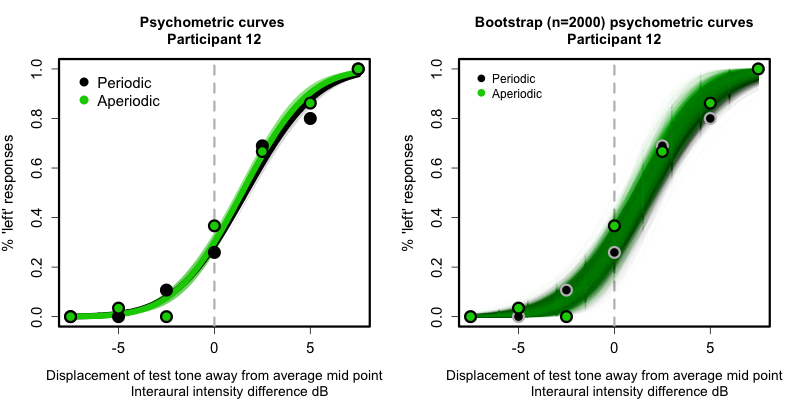 Psychometric curves
Participant 12
Periodic
Aperiodic
% 'left' responses
0.0
0.2
0.4
0.6
0.8
1.0
-5
0
5
Displacement of test tone away from average mid point
Interaural intensity difference dB
Bootstrap (n=2000) psychometric curves
Participant 12
Periodic
Aperiodic
% 'left' responses
0.0
0.2
0.4
0.6
0.8
1.0
-5
0
5
Displacement of test tone away from average mid point
Interaural intensity difference dB